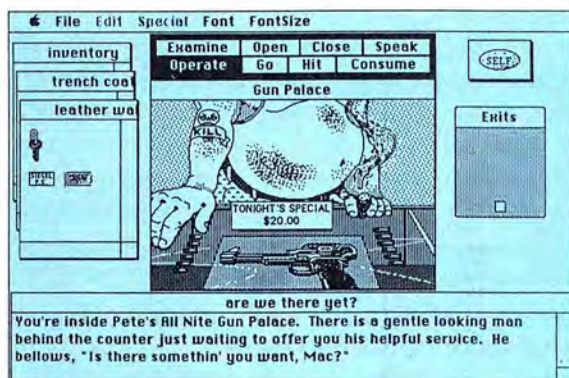 File Edit Special Font FontSize
inventory
trench coat
leather wal
Examine Open Close Speak
Operate Go Hit Consume
Gun Palace
SELF
Exits
KILL
TONIGHT'S SPECIAL
$20.00
are we there yet?
You're inside Pete's All Nite Gun Palace. There is a gentle looking man
behind the counter just waiting to offer you his helpful service. He
bellows, "Is there somethin' you want, Mac?"